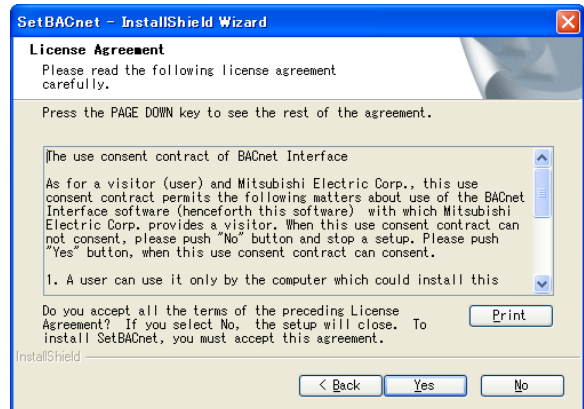 SetBACnet - InstallShield Wizard
License Agreement
Please read the following license agreement
carefully.
Press the PAGE DOWN key to see the rest of the agreement.
The use consent contract of BACnet Interface
As for a visitor (user) and Mitsubishi Electric Corp., this use
consent contract permits the following matters about use of the BACnet
Interface software (henceforth this software)  with which Mitsubishi
Electric Corp. provides a visitor. When this use consent contract can
not consent, please push "No" button and stop a setup. Please push
"Yes" button, when this use consent contract can consent.
1. A user can use it only by the computer which could install this
Do you accept all the terms of the preceding License
Agreement?  If you select No,  the setup will close.  To
install SetBACnet, you must accept this agreement.
Print
InstallShield
< Back
Yes
No